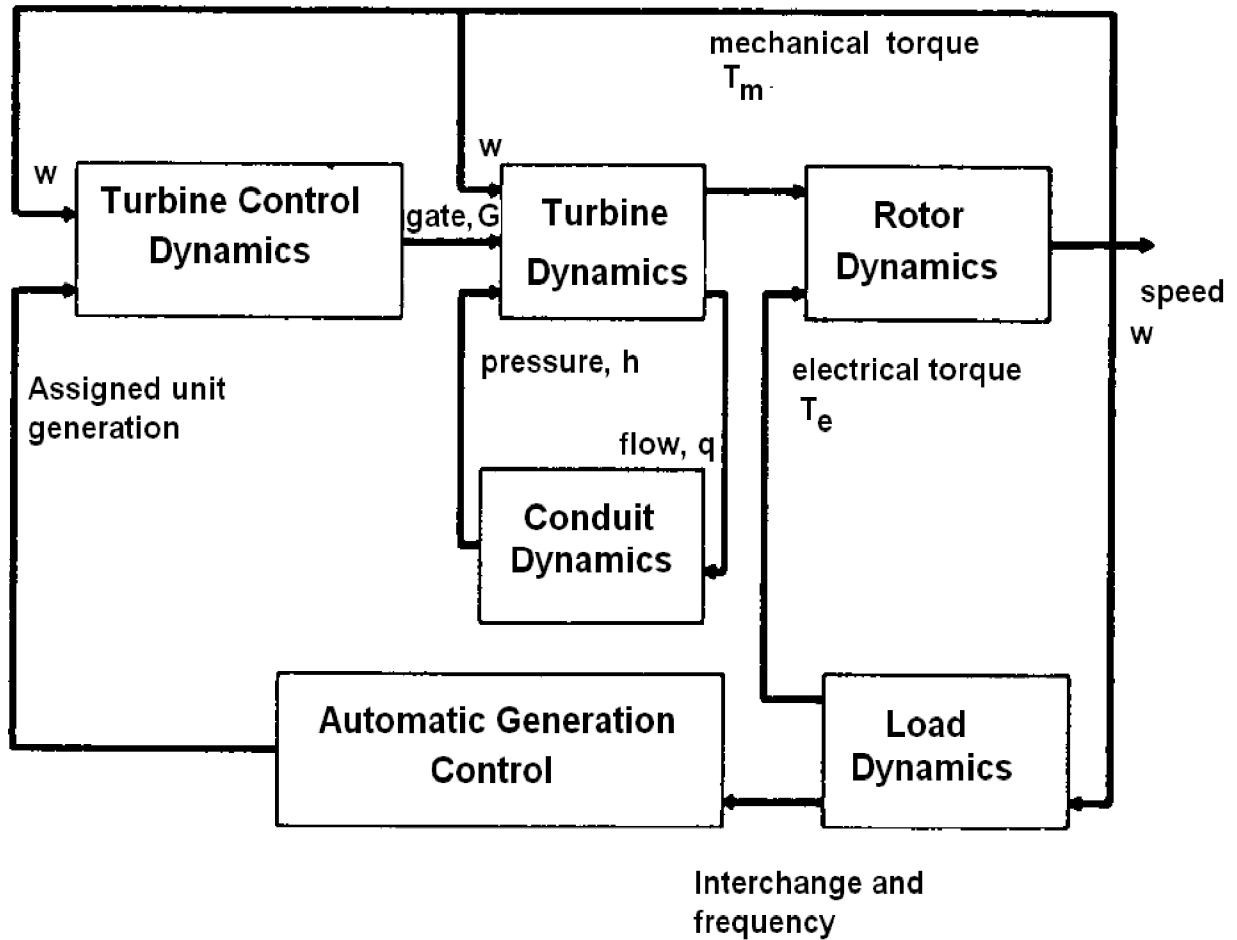 mechanical torque
Tm
w
w
Turbine Control
Dynamics
gate, G
Turbine
Dynamics
Rotor
Dynamics
speed
w
pressure, h
electrical torque
Te
Assigned unit
generation
flow, q
Conduit
Dynamics
Automatic Generation
Control
Load
Dynamics
Interchange and
frequency